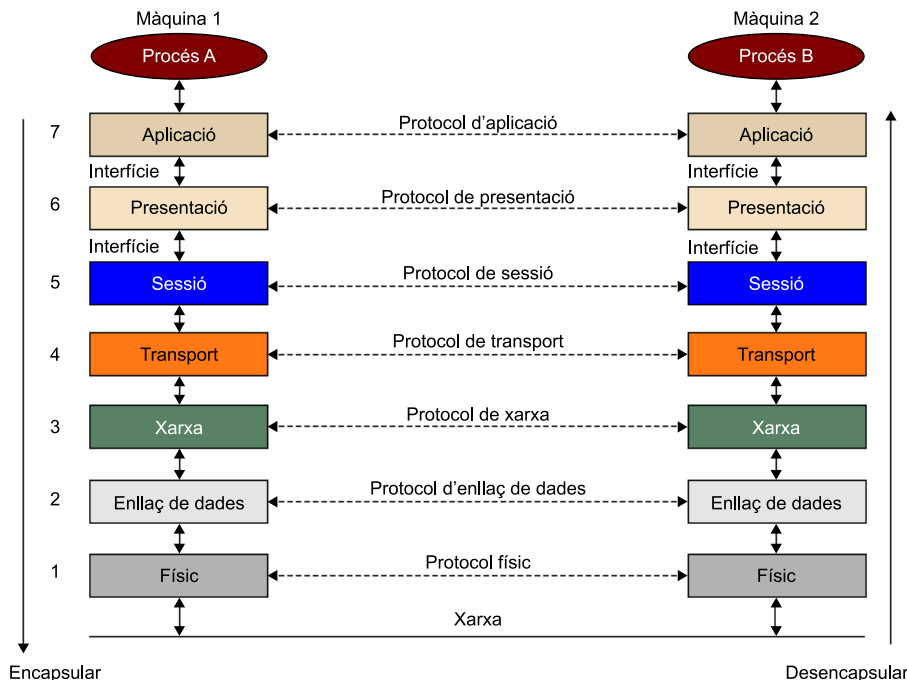 Màquina 1
Màquina 2
Procés A
Procés B
7
Aplicació
Protocol d'aplicació
Aplicació
Interfície
Interfície
6
Presentació
Protocol de presentació
Presentació
Interfície
Interfície
5
Sessió
Protocol de sessió
Sessió
4
Transport
Protocol de transport
Transport
3
Xarxa
Protocol de xarxa
Xarxa
2
Enllaç de dades
Protocol d'enllaç de dades
Enllaç de dades
1
Físic
Protocol físic
Físic
Xarxa
Encapsular
Desencapsular